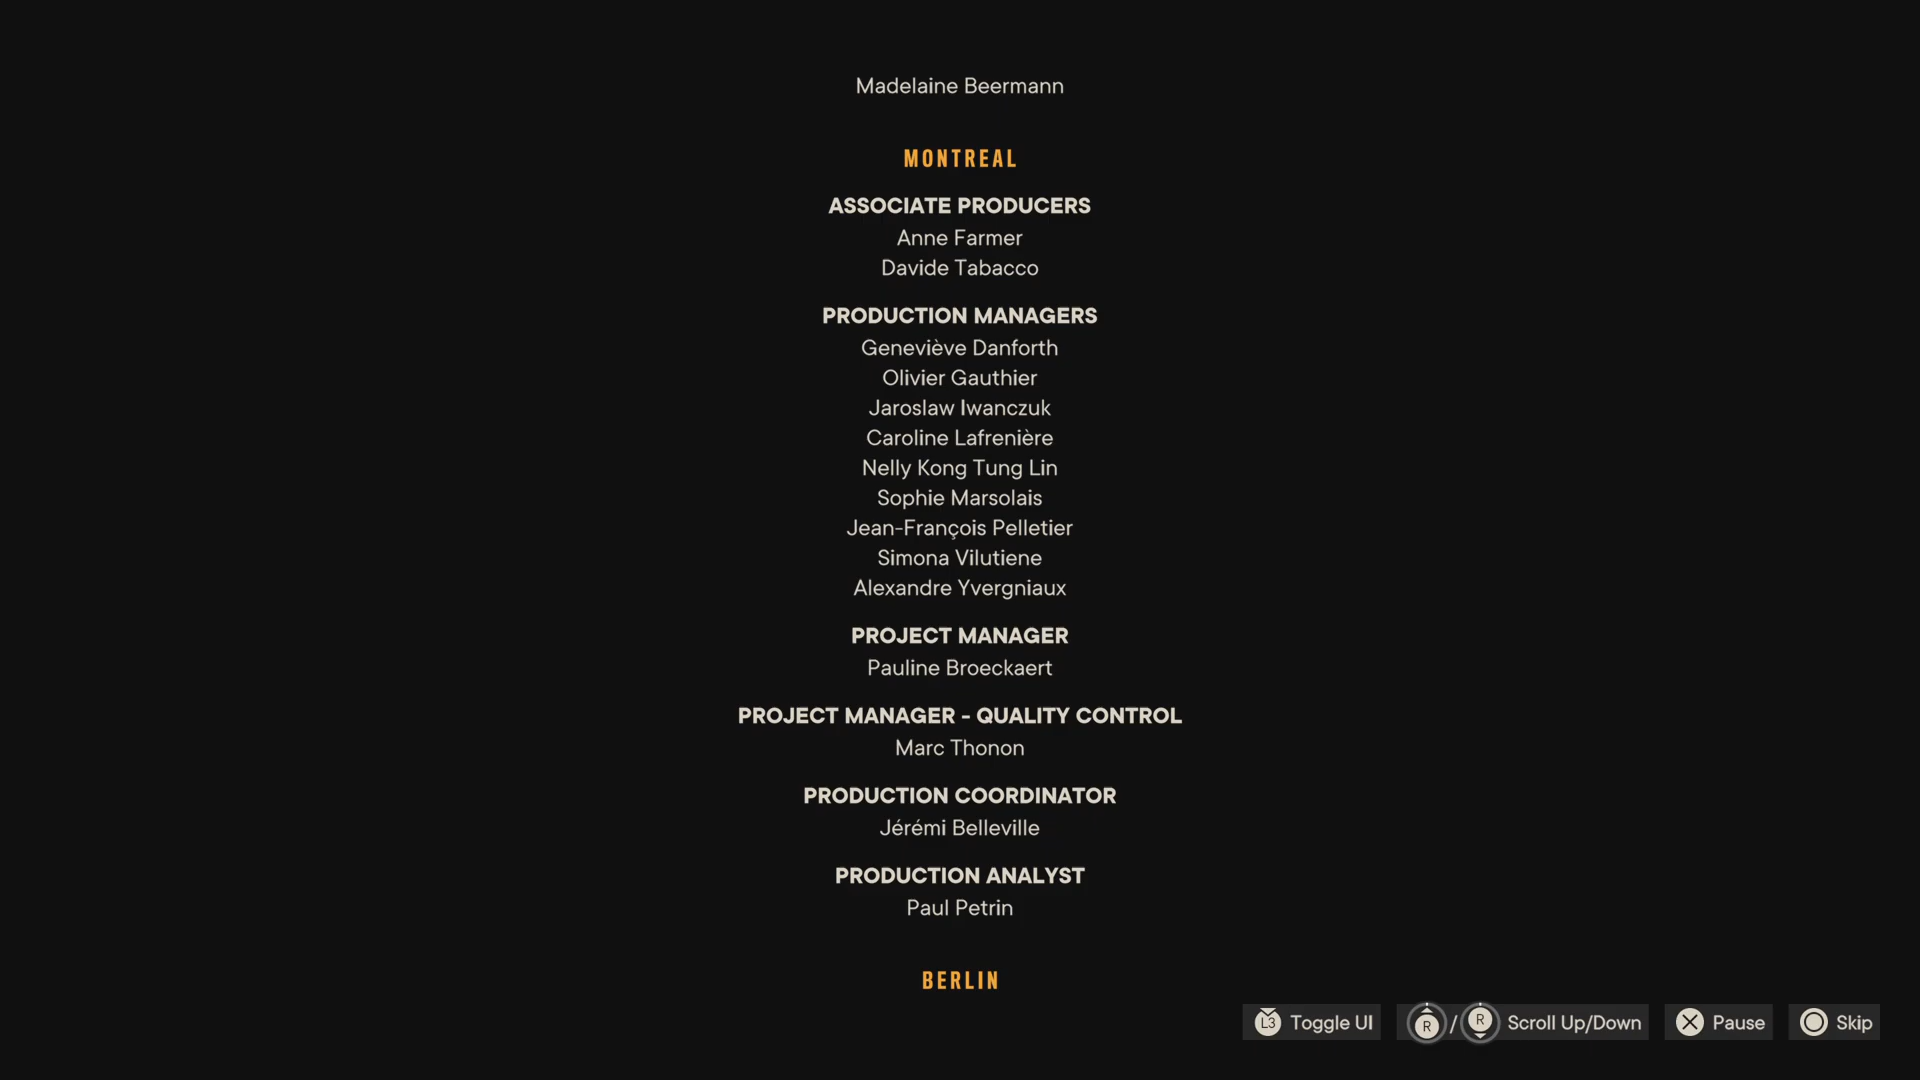 Madelaine Beermann
MONTREAL
ASSOCIATE PRODUCERS
Anne Farmer
Davide Tabacco
PRODUCTION MANAGERS
Geneviève Danforth
Olivier Gauthier
Jaroslaw Iwanczuk
Caroline Lafrenière
Nelly Kong Tung Lin
Sophie Marsolais
Jean-François Pelletier
Simona Vilutiene
Alexandre Yvergniaux
PROJECT MANAGER
Pauline Broeckaert
PROJECT MANAGER - QUALITY CONTROL
Marc Thonon
PRODUCTION COORDINATOR
Jérémi Belleville
PRODUCTION ANALYST
Paul Petrin
BERLIN
L3 Toggle UI R / R Scroll Up/Down Pause Skip